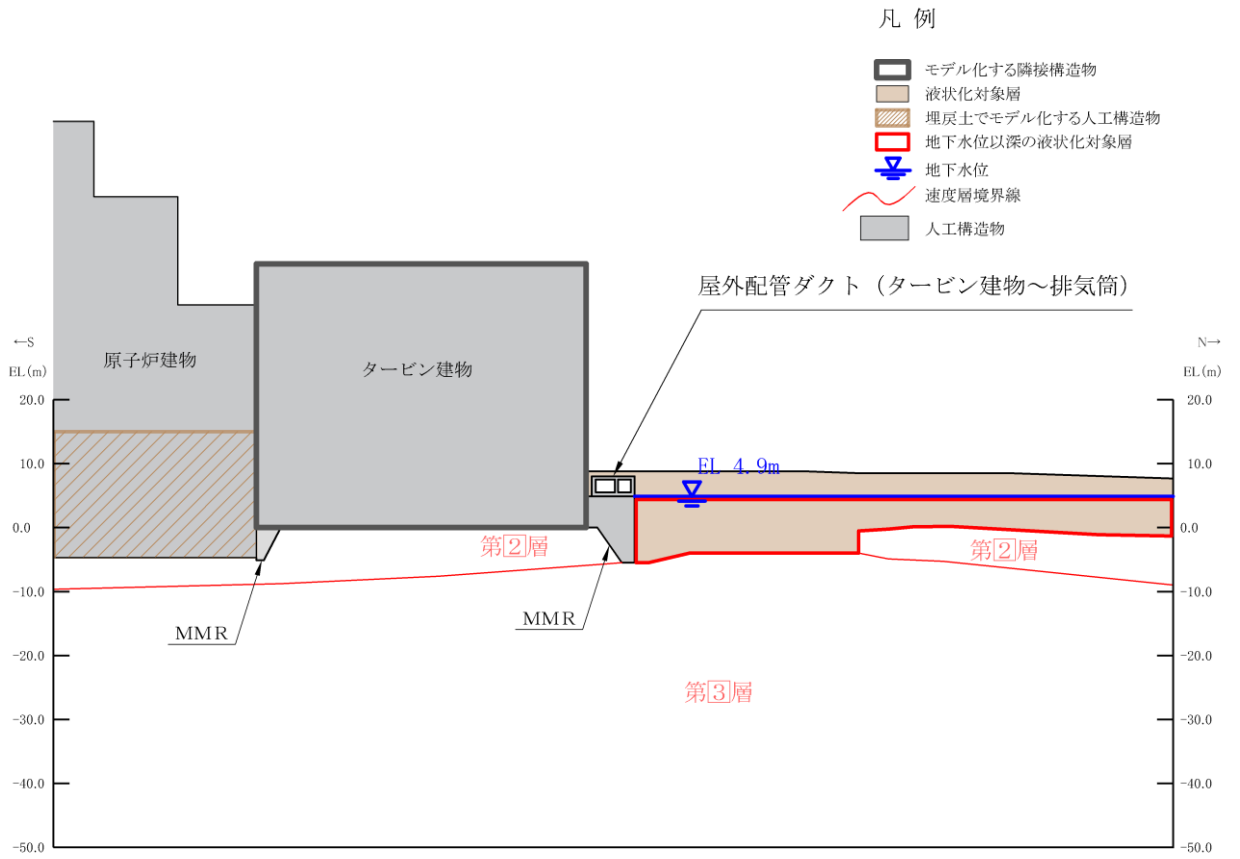 凡 例
モデル化する隣接構造物
液状化対象層
埋戻土でモデル化する人工構造物
地下水位以深の液状化対象層
地下水位
速度層境界線
人工構造物
屋外配管ダクト（タービン建物～排気筒）
←S
N→
原子炉建物
タービン建物
EL(m)
EL(m)
20.0
20.0
10.0
EL 4.9m
10.0
0.0
0.0
第2層
第2層
-10.0
-10.0
MMR
MMR
-20.0
-20.0
第3層
-30.0
-30.0
-40.0
-40.0
-50.0
-50.0